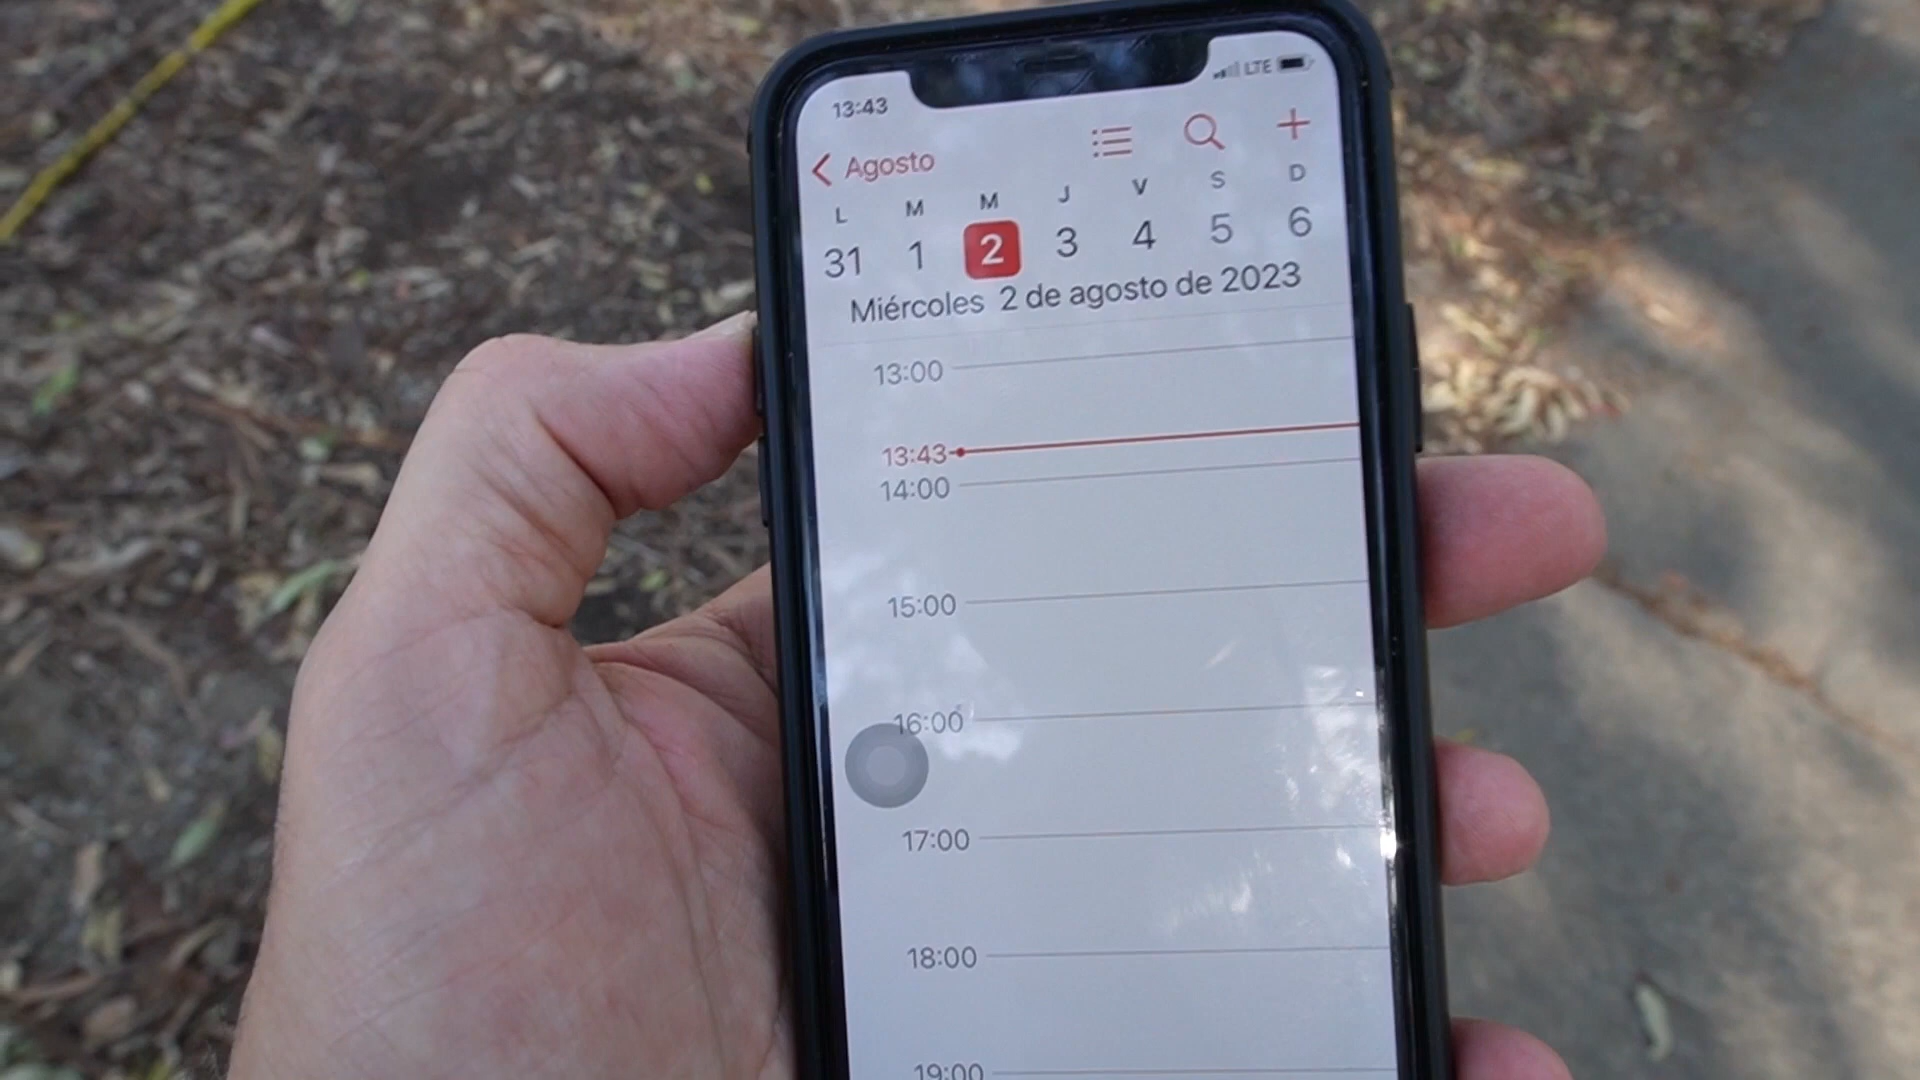 13:43 LTE
Agosto
L M M J V S D
31 1 2 3 4 5 6
Miércoles 2 de agosto de 2023
13:00
13:43
14:00
15:00
16:00
17:00
18:00
19:00